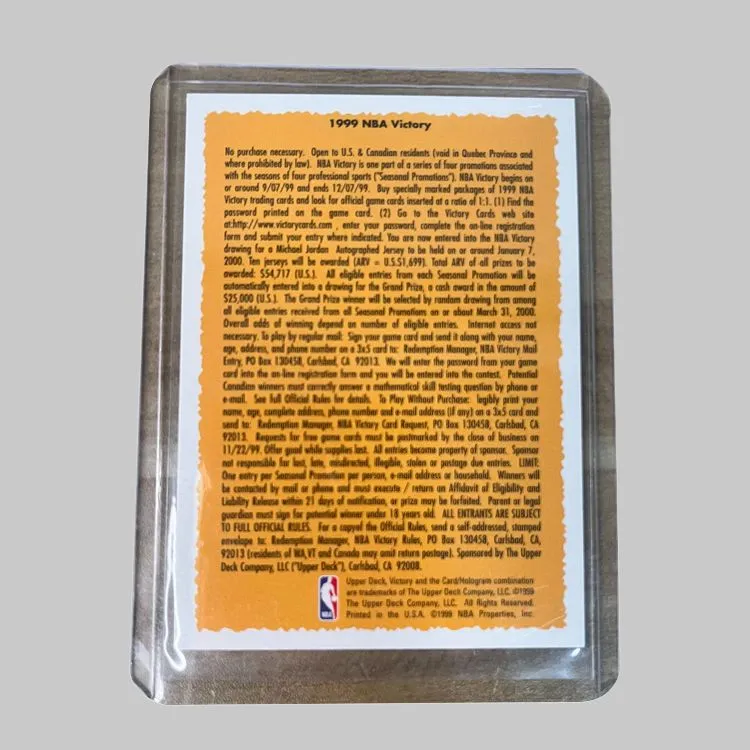 1999 NBA Victory
No purchase necessary. Open to U.S. & Canadian residents (void in Quebec Province and
where prohibited by law). NBA Victory is one part of a series of four promotions associated
with the seasons of four professional sports ("Seasonal Promotions"). NBA Victory begins on
or around 9/07/99 and ends 12/07/99. Buy specially marked packages of 1999 NBA
Victory trading cards and look for official game cards inserted at a ratio of 1:1. (1) Find the
password printed on the game card. (2) Go to the Victory Cards web site
at:http://www.victorycards.com , enter your password, complete the on-line registration
form and submit your entry where indicated. You are now entered into the NBA Victory
drawing for a Michael Jordan Autographed Jersey to be held on or around January 7,
2000. Ten jerseys will be awarded (ARV = U.S.$1,699). Total ARV of all prizes to be
awarded: $54,717 (U.S.). All eligible entries from each Seasonal Promotion will be
automatically entered into a drawing for the Grand Prize, a cash award in the amount of
$25,000 (U.S.). The Grand Prize winner will be selected by random drawing from among
all eligible entries received from all Seasonal Promotions on or about March 31, 2000.
Overall odds of winning depend on number of eligible entries. Internet access not
necessary. To play by regular mail: Sign your game card and send it along with your name,
age, address, and phone number on a 3x5 card to: Redemption Manager, NBA Victory Mail
Entry, PO Box 130458, Carlsbad, CA 92013. We will enter the password from your game
card into the on-line registration form and you will be entered into the contest. Potential
Canadian winners must correctly answer a mathematical skill testing question by phone or
e-mail. See full Official Rules for details. To Play Without Purchase: legibly print your
name, age, complete address, phone number and e-mail address (if any) on a 3x5 card and
send to: Redemption Manager, NBA Victory Card Request, PO Box 130458, Carlsbad, CA
92013. Requests for free game cards must be postmarked by the close of business on
11/22/99. Offer good while supplies last. All entries become property of sponsor. Sponsor
not responsible for lost, late, misdirected, illegible, stolen or postage due entries. LIMIT:
One entry per Seasonal Promotion per person, e-mail address or household. Winners will
be contacted by mail or phone and must execute / return an Affidavit of Eligibility and
Liability Release within 21 days of notification, or prize may be forfeited. Parent or legal
guardian must sign for potential winner under 18 years old. ALL ENTRANTS ARE SUBJECT
TO FULL OFFICIAL RULES. For a copyof the Official Rules, send a self-addressed, stamped
envelope to: Redemption Manager, NBA Victory Rules, PO Box 130458, Carlsbad, CA
92013 (residents of WA,VT and Canada may omit return postage). Sponsored by The Upper
Deck Company, LLC ("Upper Deck"), Carlsbad, CA 92008.
Upper Deck, Victory and the Card/Hologram combination
are trademarks of The Upper Deck Company, LLC. ©1999
The Upper Deck Company, LLC. All Rights Reserved.
Printed in the U.S.A. ©1999 NBA Properties, Inc.
NBA